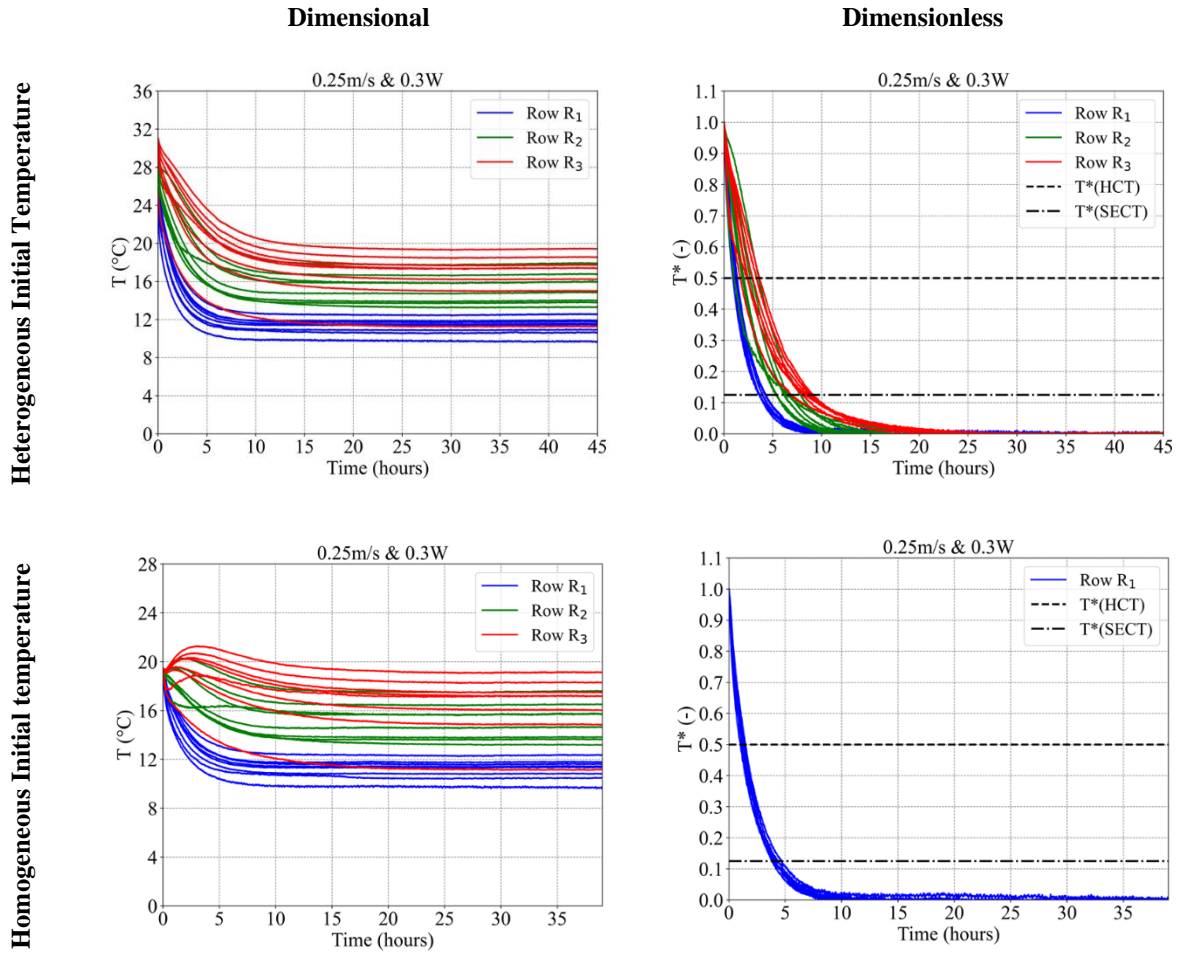 Dimensional
Dimensionless
Heterogeneous Initial Temperature
0.25m/s & 0.3W
36
32
28
24
20
16
12
8
4
0
T (°C)
0 5 10 15 20 25 30 35 40 45
Time (hours)
Row R₁
Row R₂
Row R₃
0.25m/s & 0.3W
1.1
1.0
0.9
0.8
0.7
0.6
0.5
0.4
0.3
0.2
0.1
0.0
T* (-)
0 5 10 15 20 25 30 35 40 45
Time (hours)
Row R₁
Row R₂
Row R₃
T*(HCT)
T*(SECT)
Homogeneous Initial temperature
0.25m/s & 0.3W
28
24
20
16
12
8
4
0
T (°C)
0 5 10 15 20 25 30 35
Time (hours)
Row R₁
Row R₂
Row R₃
0.25m/s & 0.3W
1.1
1.0
0.9
0.8
0.7
0.6
0.5
0.4
0.3
0.2
0.1
0.0
T* (-)
0 5 10 15 20 25 30 35
Time (hours)
Row R₁
T*(HCT)
T*(SECT)